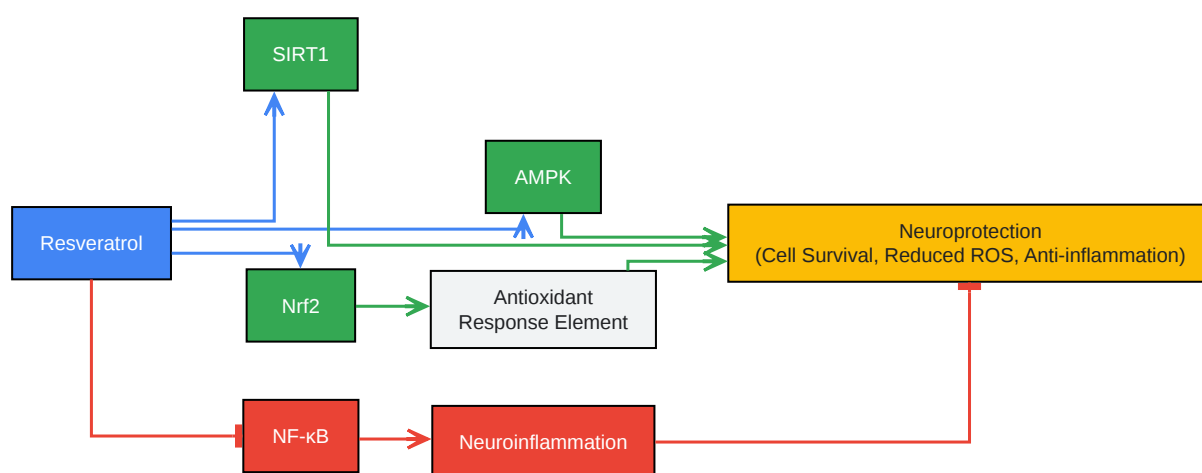 SIRT1
AMPK
Resveratrol
Neuroprotection
(Cell Survival, Reduced ROS, Anti-inflammation)
Nrf2
Antioxidant
Response Element
NF-κB
Neuroinflammation